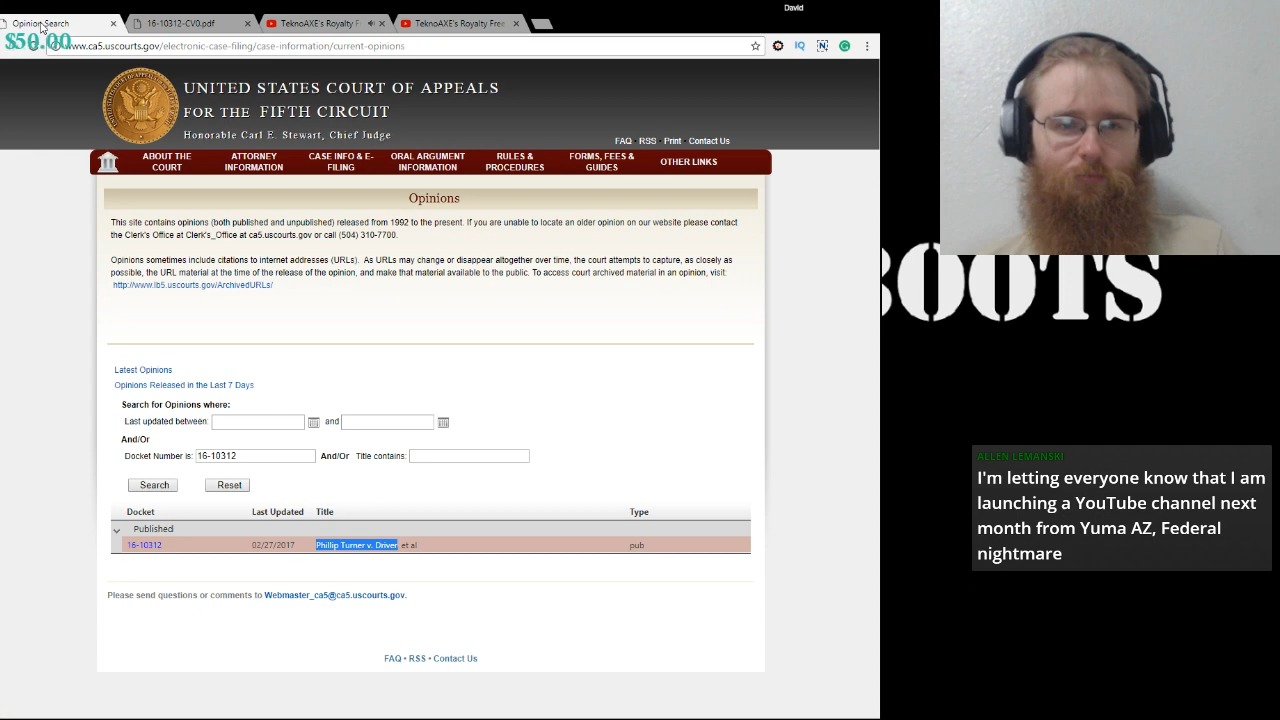 David
Opinion Search
16-10312-CV0.pdf
TeknoAXE's Royalty F
TeknoAXE's Royalty Free
$50.00
www.ca5.uscourts.gov/electronic-case-filing/case-information/current-opinions
UNITED STATES COURT OF APPEALS
FOR THE FIFTH CIRCUIT
Honorable Carl E. Stewart, Chief Judge
FAQ RSS Print Contact Us
ABOUT THE COURT
ATTORNEY INFORMATION
CASE INFO & E-FILING
ORAL ARGUMENT INFORMATION
RULES & PROCEDURES
FORMS, FEES & GUIDES
OTHER LINKS
Opinions
This site contains opinions (both published and unpublished) released from 1992 to the present. If you are unable to locate an older opinion on our website please contact
the Clerk's Office at Clerk's_Office at ca5.uscourts.gov or call (504) 310-7700.
Opinions sometimes include citations to internet addresses (URLs). As URLs may change or disappear altogether over time, the court attempts to capture, as closely as
possible, the URL material at the time of the release of the opinion, and make that material available to the public. To access court archived material in an opinion, visit:
http://www.lb5.uscourts.gov/ArchivedURLs/
Latest Opinions
Opinions Released in the Last 7 Days
Search for Opinions where:
Last updated between: and
And/Or
Docket Number is: 16-10312 And/Or Title contains:
Search Reset
Docket Last Updated Title Type
Published
16-10312 02/27/2017 Phillip Turner v. Driver, et al pub
Please send questions or comments to Webmaster_ca5@ca5.uscourts.gov.
FAQ • RSS • Contact Us
BOOTS
ALLEN LEMANSKI
I'm letting everyone know that I am
launching a YouTube channel next
month from Yuma AZ, Federal
nightmare